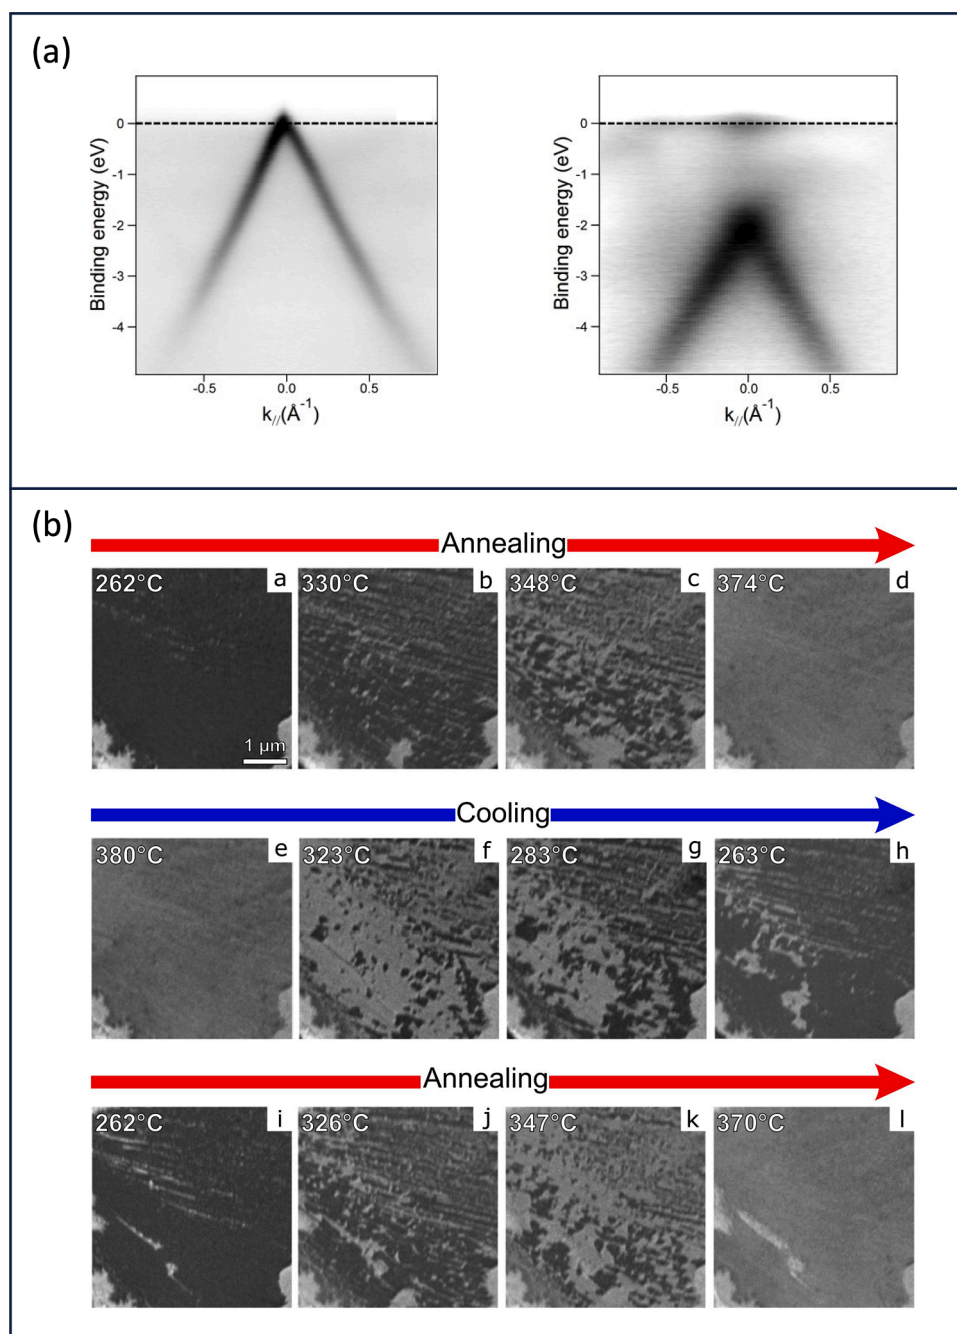 (a)
0
-1
-2
-3
-4
Binding energy (eV)
-0.5 0.0 0.5
k//(Å-1)
0
-1
-2
-3
-4
Binding energy (eV)
-0.5 0.0 0.5
k//(Å-1)
(b)
Annealing
262°C a 330°C b 348°C c 374°C d
1 µm
Cooling
380°C e 323°C f 283°C g 263°C h
Annealing
262°C i 326°C j 347°C k 370°C l